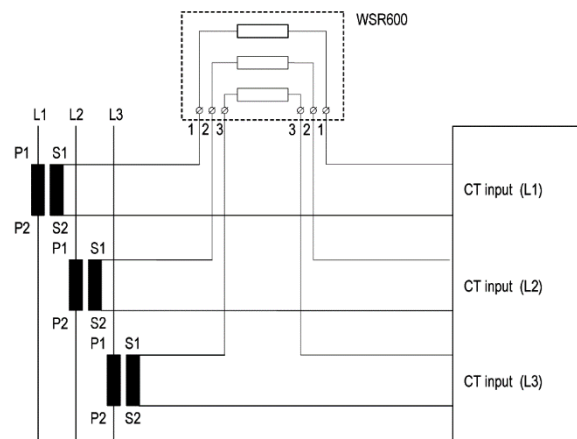 WSR600
L1 L2 L3
1 2 3 3 2 1
P1 S1
CT input (L1)
P2 S2
P1 S1
CT input (L2)
P2 S2
P1 S1
CT input (L3)
P2 S2